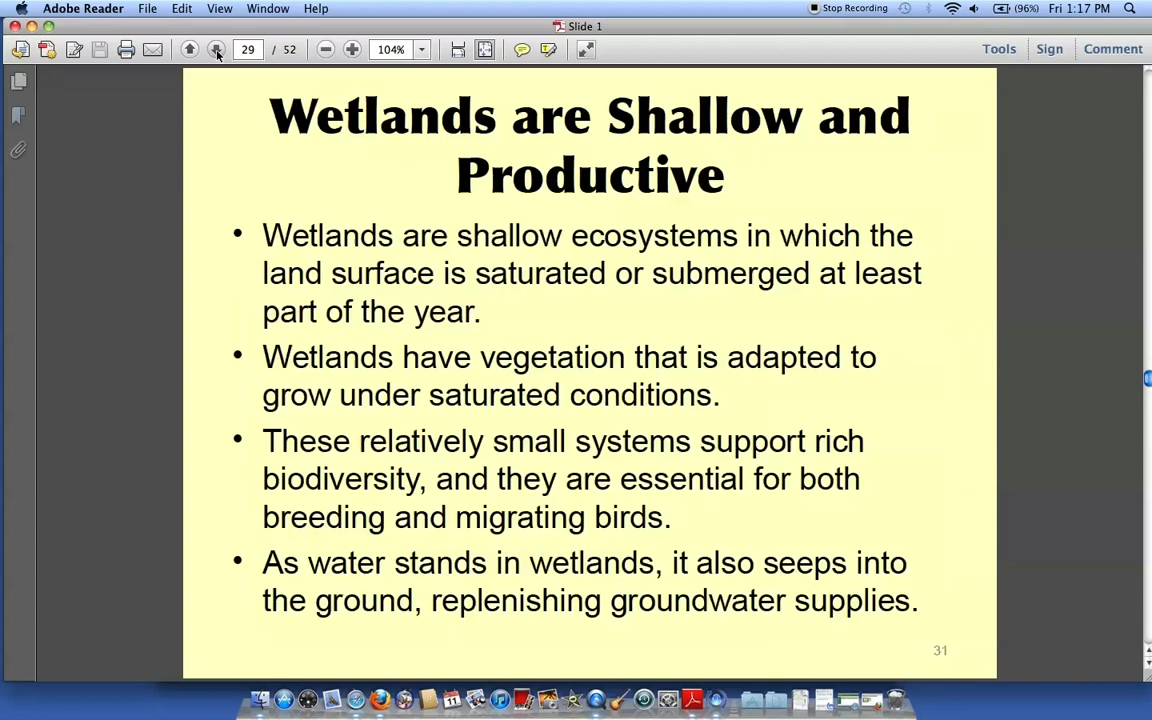 Adobe Reader File Edit View Window Help Stop Recording (96%) Fri 1:17 PM
Slide 1
29 / 52 104% Tools Sign Comment
Wetlands are Shallow and
Productive
• Wetlands are shallow ecosystems in which the
land surface is saturated or submerged at least
part of the year.
• Wetlands have vegetation that is adapted to
grow under saturated conditions.
• These relatively small systems support rich
biodiversity, and they are essential for both
breeding and migrating birds.
• As water stands in wetlands, it also seeps into
the ground, replenishing groundwater supplies.
31